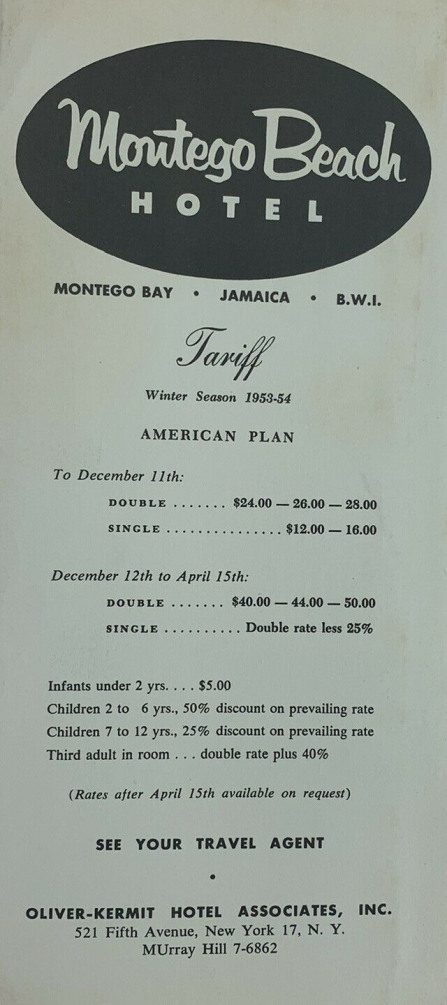 Montego Beach
HOTEL
MONTEGO BAY • JAMAICA • B.W.I.
Tariff
Winter Season 1953-54
AMERICAN PLAN
To December 11th:
DOUBLE ....... $24.00 — 26.00 — 28.00
SINGLE ............... $12.00 — 16.00
December 12th to April 15th:
DOUBLE ....... $40.00 — 44.00 — 50.00
SINGLE .......... Double rate less 25%
Infants under 2 yrs. . . . $5.00
Children 2 to 6 yrs., 50% discount on prevailing rate
Children 7 to 12 yrs., 25% discount on prevailing rate
Third adult in room . . . double rate plus 40%
(Rates after April 15th available on request)
SEE YOUR TRAVEL AGENT
•
OLIVER-KERMIT HOTEL ASSOCIATES, INC.
521 Fifth Avenue, New York 17, N. Y.
MUrray Hill 7-6862